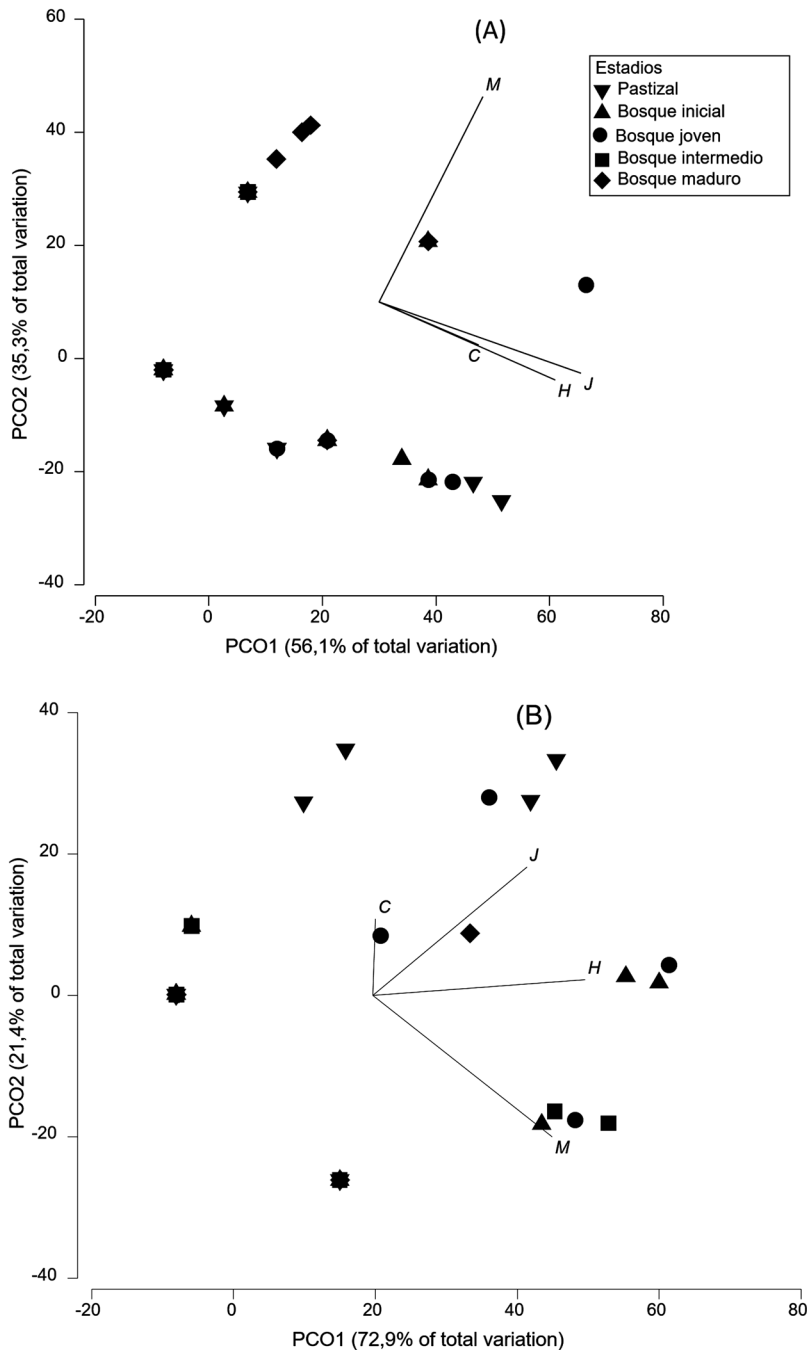 (A)
60
40
20
0
-20
-40
PCO2 (35,3% of total variation)
-20
0
20
40
60
80
PCO1 (56,1% of total variation)
M
C
H
J
Estadios
Pastizal
Bosque inicial
Bosque joven
Bosque intermedio
Bosque maduro
(B)
40
20
0
-20
-40
PCO2 (21,4% of total variation)
-20
0
20
40
60
80
PCO1 (72,9% of total variation)
J
C
H
M